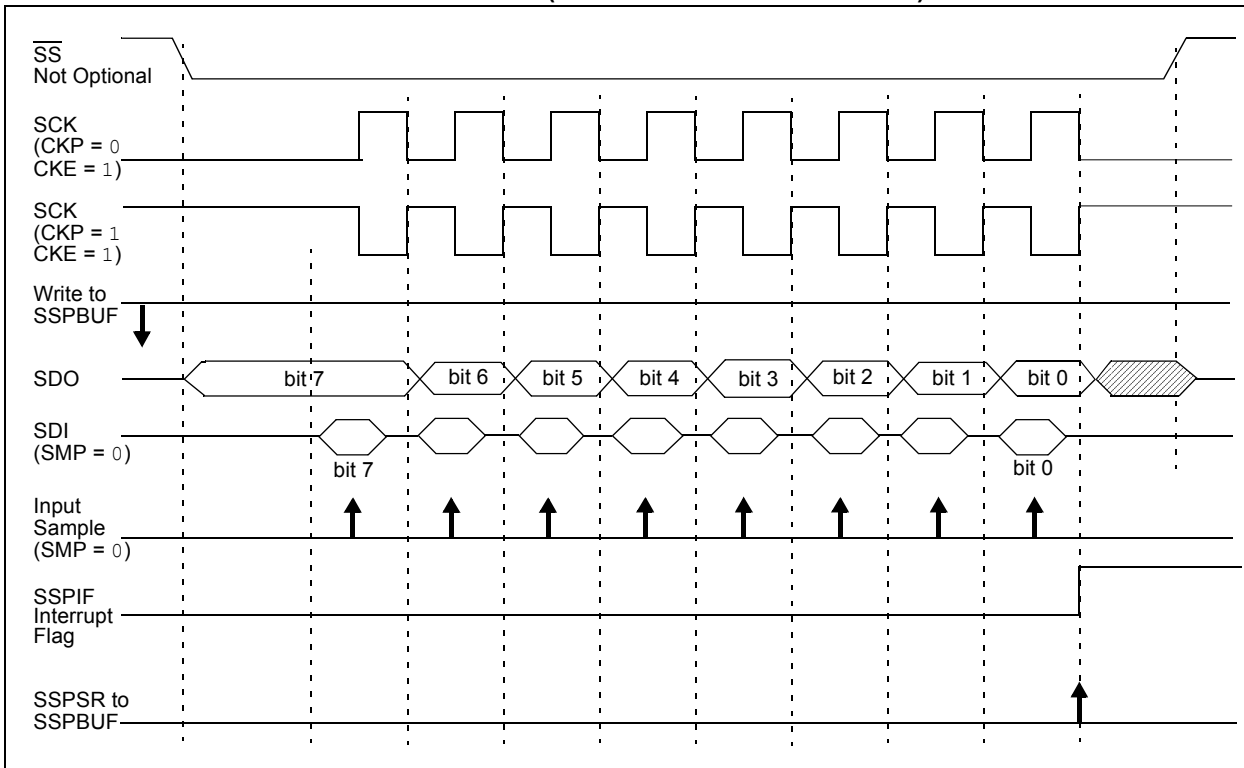 SS
Not Optional
SCK
(CKP = 0
CKE = 1)
SCK
(CKP = 1
CKE = 1)
Write to
SSPBUF
SDO
bit 7 bit 6 bit 5 bit 4 bit 3 bit 2 bit 1 bit 0
SDI
(SMP = 0)
bit 7 bit 0
Input
Sample
(SMP = 0)
SSPIF
Interrupt
Flag
SSPSR to
SSPBUF